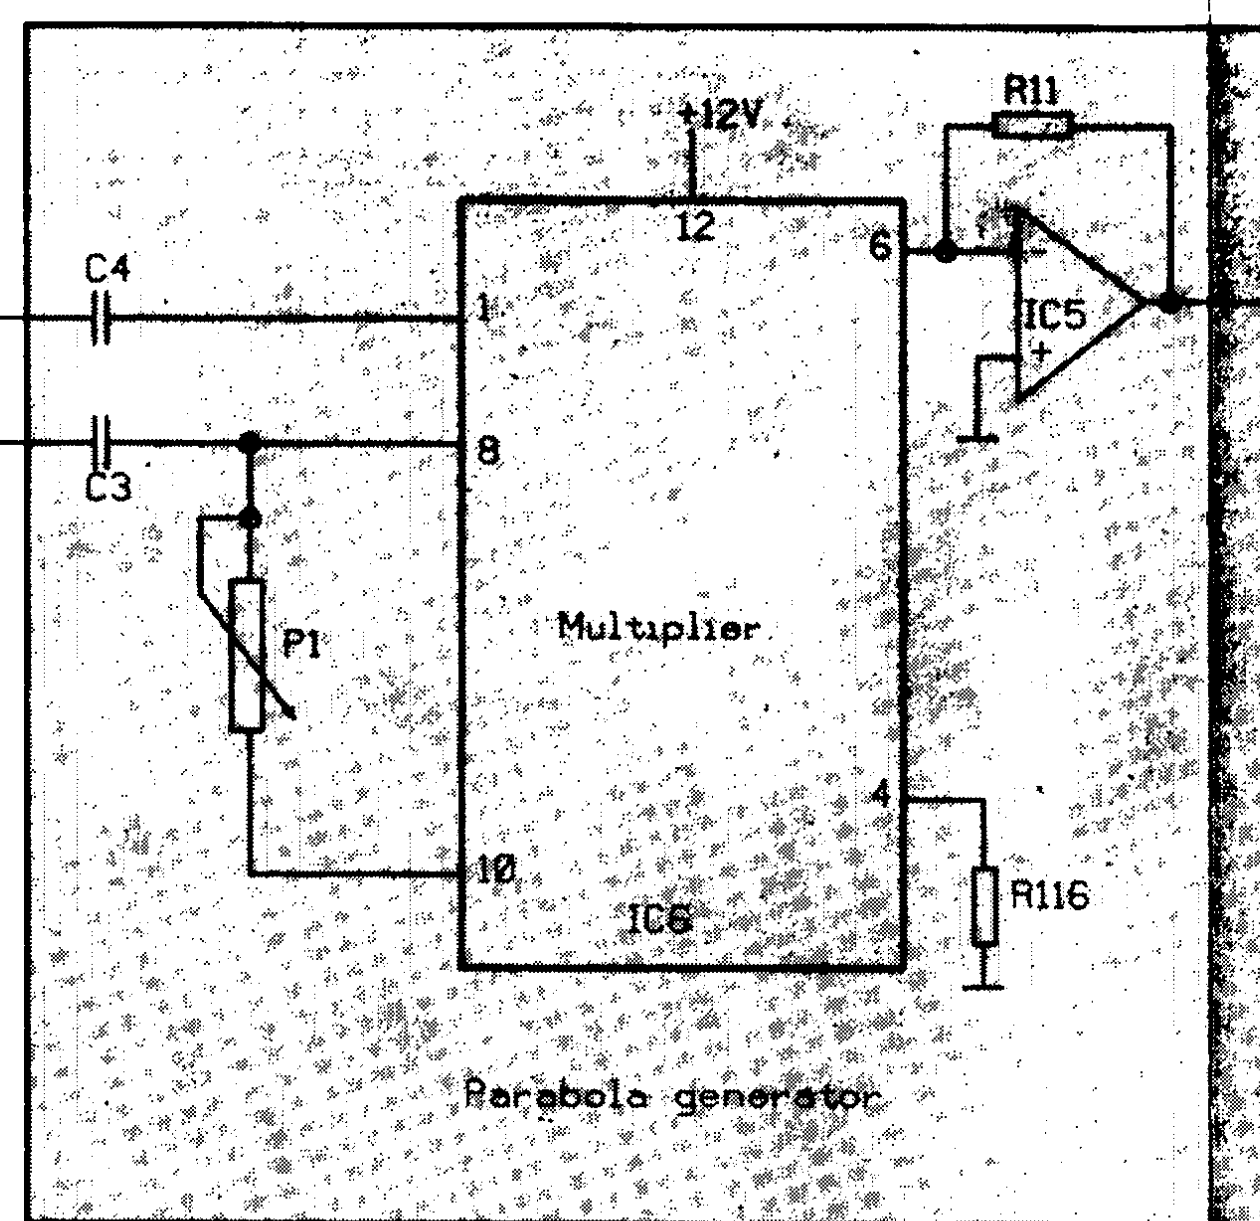 R11
+12V
12
6
C4
-
1
IC5
+
8
C3
Multiplier
P1
4
10
R116
IC6
Parabola generator